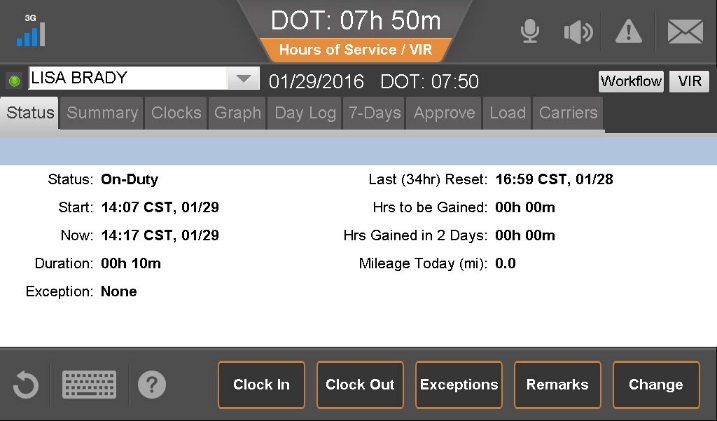 3G
DOT: 07h 50m
Hours of Service / VIR
LISA BRADY 01/29/2016 DOT: 07:50 Workflow VIR
Status Summary Clocks Graph Day Log 7-Days Approve Load Carriers
Status: On-Duty Last (34hr) Reset: 16:59 CST, 01/28
Start: 14:07 CST, 01/29 Hrs to be Gained: 00h 00m
Now: 14:17 CST, 01/29 Hrs Gained in 2 Days: 00h 00m
Duration: 00h 10m Mileage Today (mi): 0.0
Exception: None
? Clock In Clock Out Exceptions Remarks Change